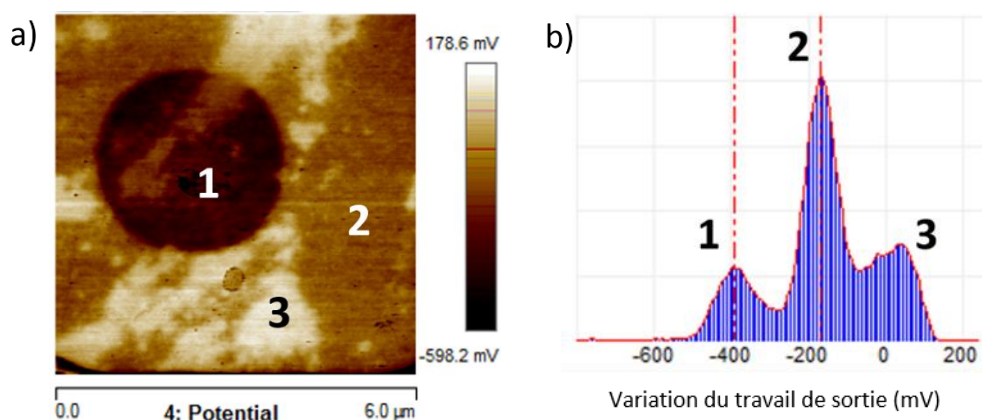 a)
178.6 mV
1
2
3
-598.2 mV
0.0 4: Potential 6.0 µm
b)
2
1
3
-600 -400 -200 0 200
Variation du travail de sortie (mV)